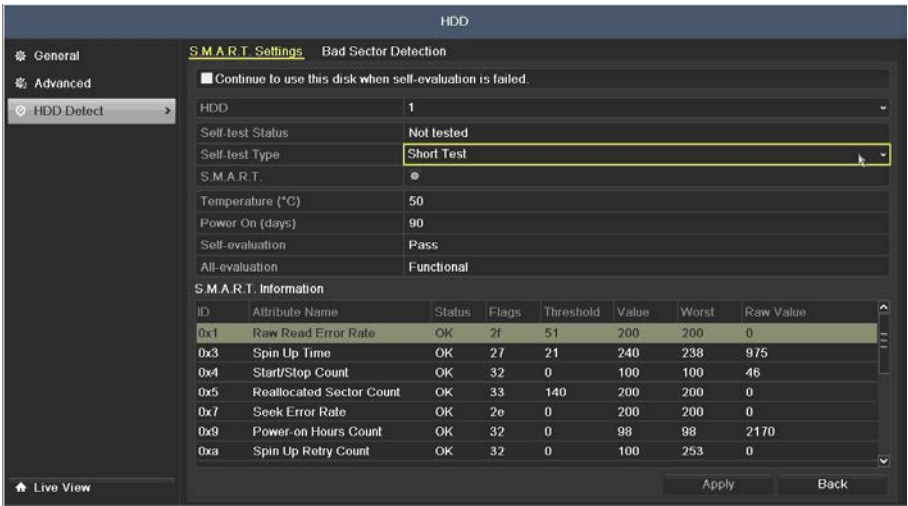 HDD
General
Advanced
HDD Detect
Live View
S.M.A.R.T. Settings Bad Sector Detection
Continue to use this disk when self-evaluation is failed.
HDD 1
Self-test Status Not tested
Self-test Type Short Test
S.M.A.R.T.
Temperature (°C) 50
Power On (days) 90
Self-evaluation Pass
All-evaluation Functional
S.M.A.R.T. Information
ID Attribute Name Status Flags Threshold Value Worst Raw Value
0x1 Raw Read Error Rate OK 2f 51 200 200 0
0x3 Spin Up Time OK 27 21 240 238 975
0x4 Start/Stop Count OK 32 0 100 100 46
0x5 Reallocated Sector Count OK 33 140 200 200 0
0x7 Seek Error Rate OK 2e 0 200 200 0
0x9 Power-on Hours Count OK 32 0 98 98 2170
0xa Spin Up Retry Count OK 32 0 100 253 0
Apply Back